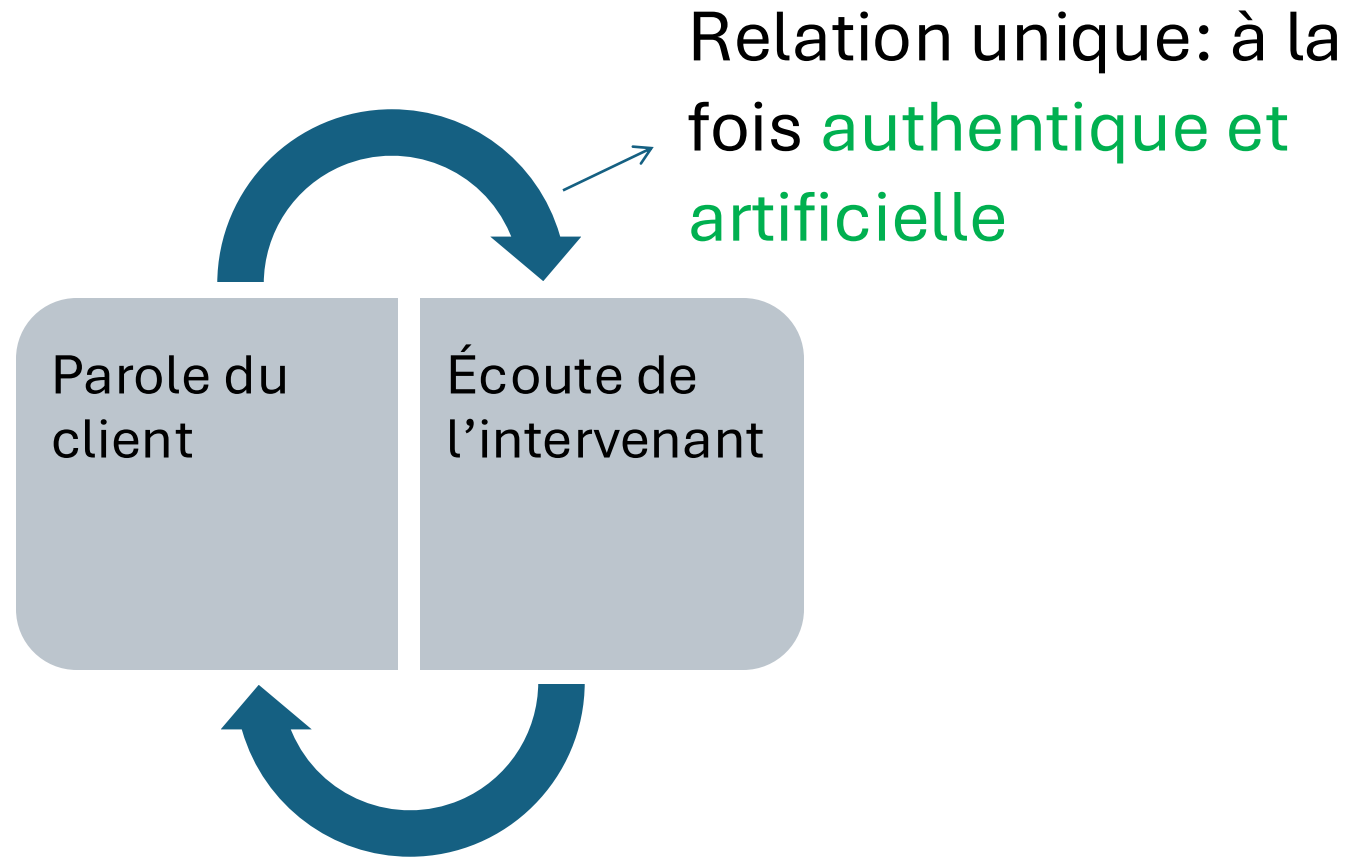 Relation unique: à la
fois authentique et
artificielle
Parole du
client
Écoute de
l’intervenant